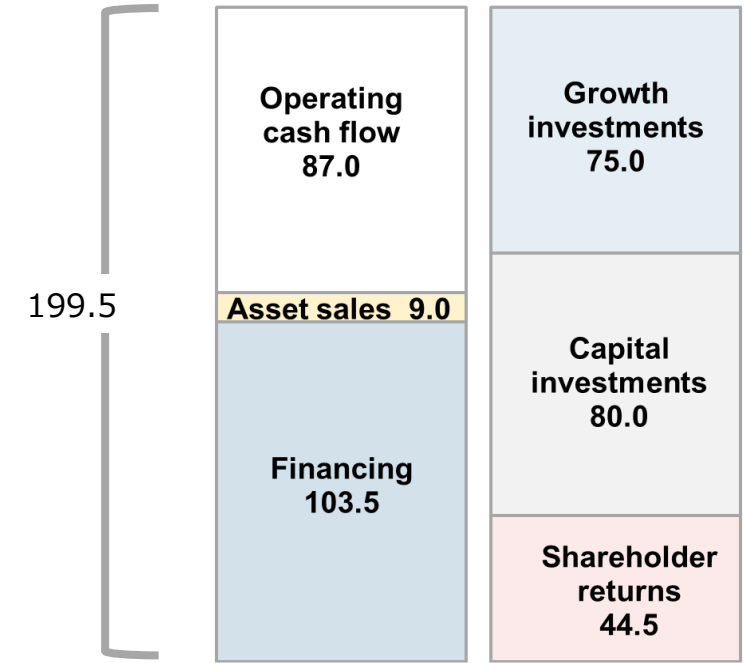 199.5
Operating
cash flow
87.0
Asset sales 9.0
Financing
103.5
Growth
investments
75.0
Capital
investments
80.0
Shareholder
returns
44.5